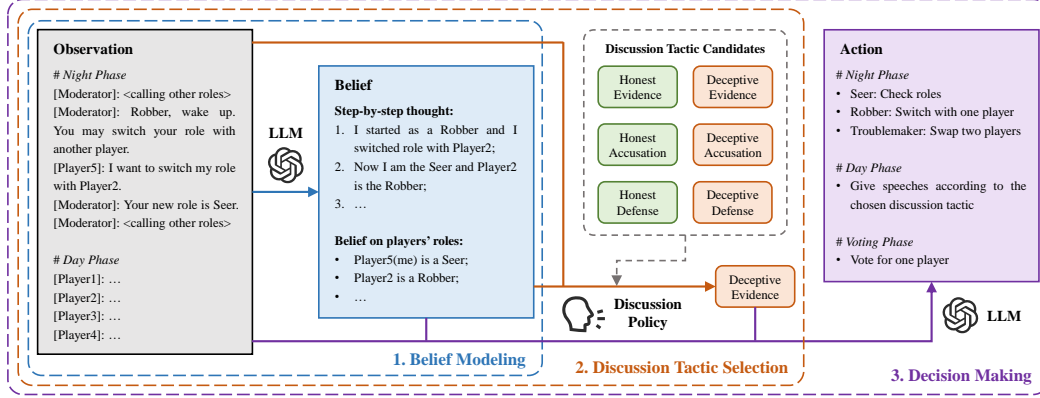 Observation
# Night Phase
[Moderator]: <calling other roles>
[Moderator]: Robber, wake up.
You may switch your role with
another player.
[Player5]: I want to switch my role
with Player2.
[Moderator]: Your new role is Seer.
[Moderator]: <calling other roles>
# Day Phase
[Player1]: …
[Player2]: …
[Player3]: …
[Player4]: …
LLM
Belief
Step-by-step thought:
1. I started as a Robber and I
switched role with Player2;
2. Now I am the Seer and Player2
is the Robber;
3. …
Belief on players' roles:
• Player5(me) is a Seer;
• Player2 is a Robber;
• …
1. Belief Modeling
Discussion Tactic Candidates
Honest
Evidence
Deceptive
Evidence
Honest
Accusation
Deceptive
Accusation
Honest
Defense
Deceptive
Defense
Discussion
Policy
Deceptive
Evidence
2. Discussion Tactic Selection
Action
# Night Phase
• Seer: Check roles
• Robber: Switch with one player
• Troublemaker: Swap two players
# Day Phase
• Give speeches according to the
chosen discussion tactic
# Voting Phase
• Vote for one player
LLM
3. Decision Making